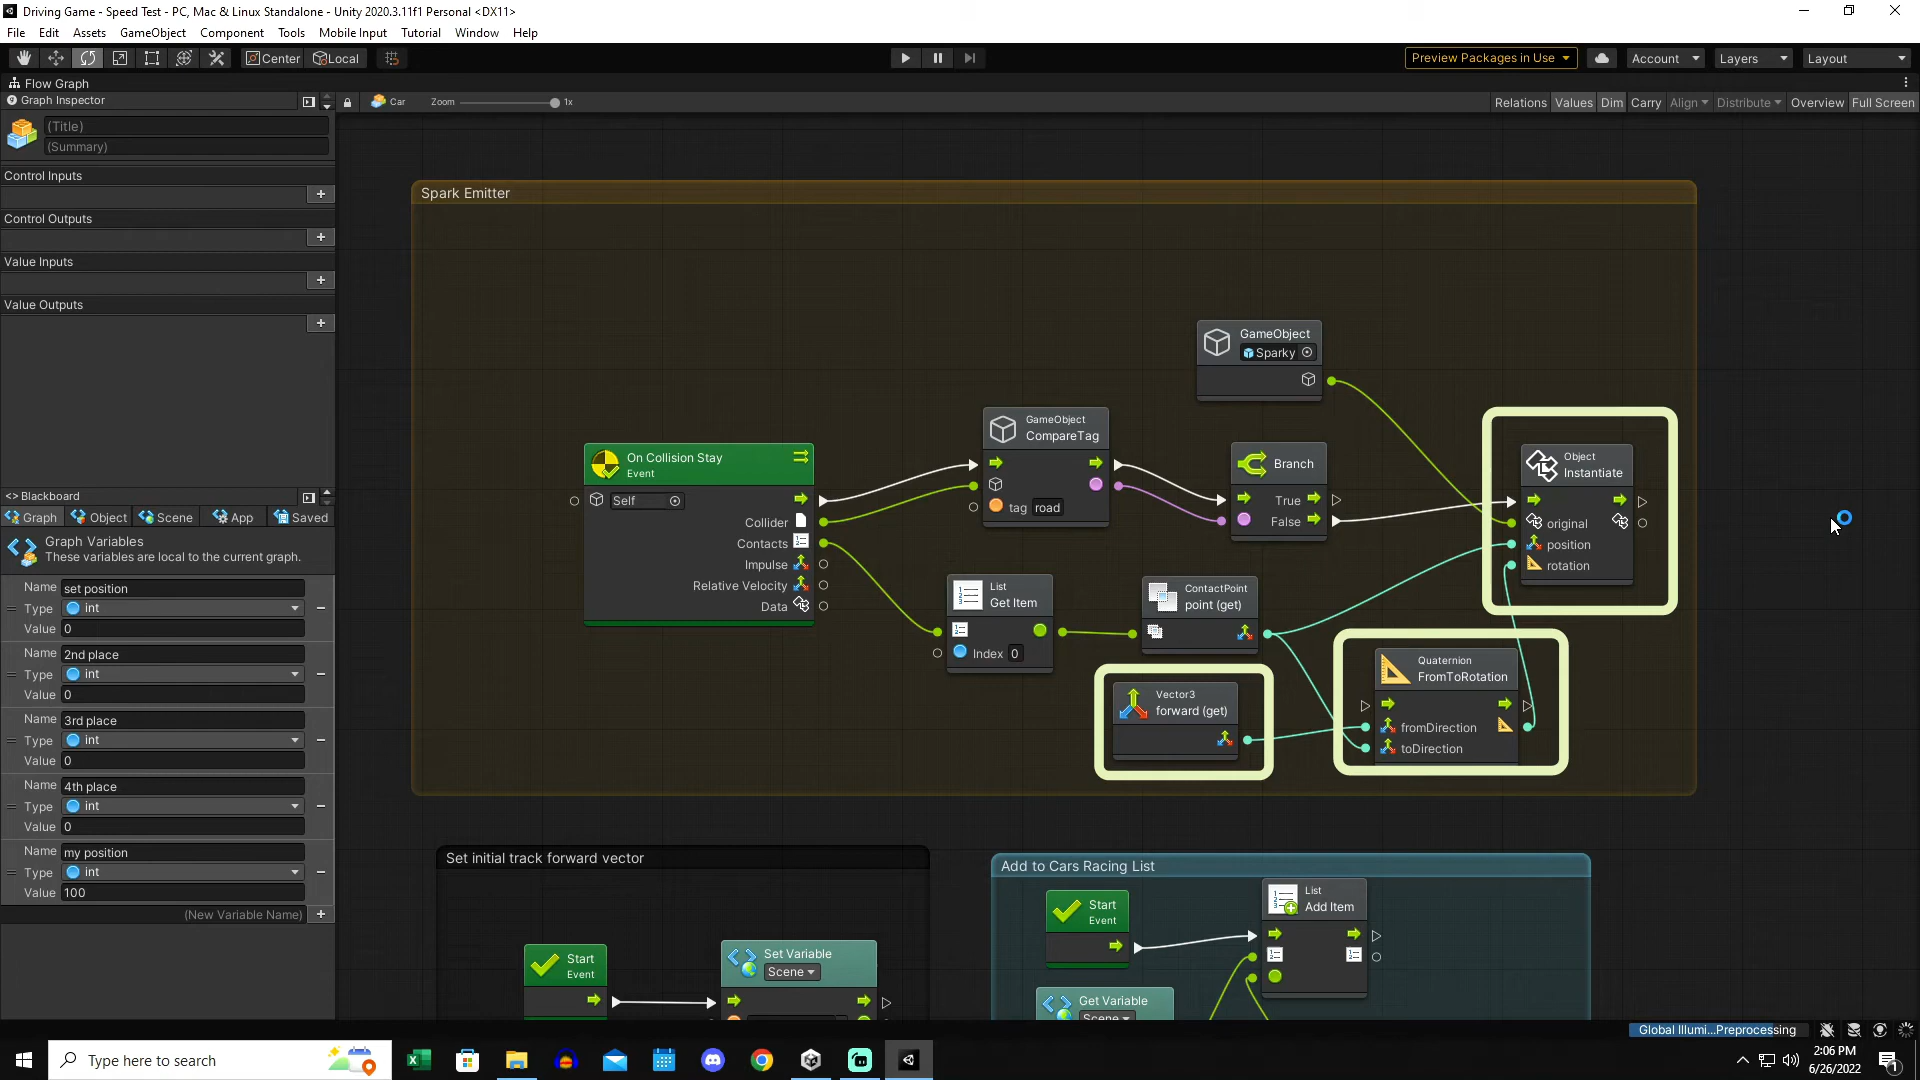 Driving Game - Speed Test - PC, Mac & Linux Standalone - Unity 2020.3.11f1 Personal <DX11>
File Edit Assets GameObject Component Tools Mobile Input Tutorial Window Help
Center Local Preview Packages in Use Account Layers Layout
Flow Graph
Graph Inspector Car Zoom 1x Relations Values Dim Carry Align Distribute Overview Full Screen
(Title)
(Summary)
Control Inputs
Control Outputs
Value Inputs
Value Outputs
<> Blackboard
Graph Object Scene App Saved
Graph Variables
These variables are local to the current graph.
Name set position
Type int
Value 0
Name 2nd place
Type int
Value 0
Name 3rd place
Type int
Value 0
Name 4th place
Type int
Value 0
Name my position
Type int
Value 100
(New Variable Name)
Spark Emitter
On Collision Stay
Event
Self
Collider
Contacts
Impulse
Relative Velocity
Data
GameObject
CompareTag
tag road
GameObject
Sparky
Branch
True
False
Object
Instantiate
original
position
rotation
List
Get Item
Index 0
ContactPoint
point (get)
Vector3
forward (get)
Quaternion
FromToRotation
fromDirection
toDirection
Set initial track forward vector
Start
Event
Set Variable
Scene
Add to Cars Racing List
Start
Event
List
Add Item
Get Variable
Scene
Global Illumi...Preprocessing
Type here to search
2:06 PM
6/26/2022
1